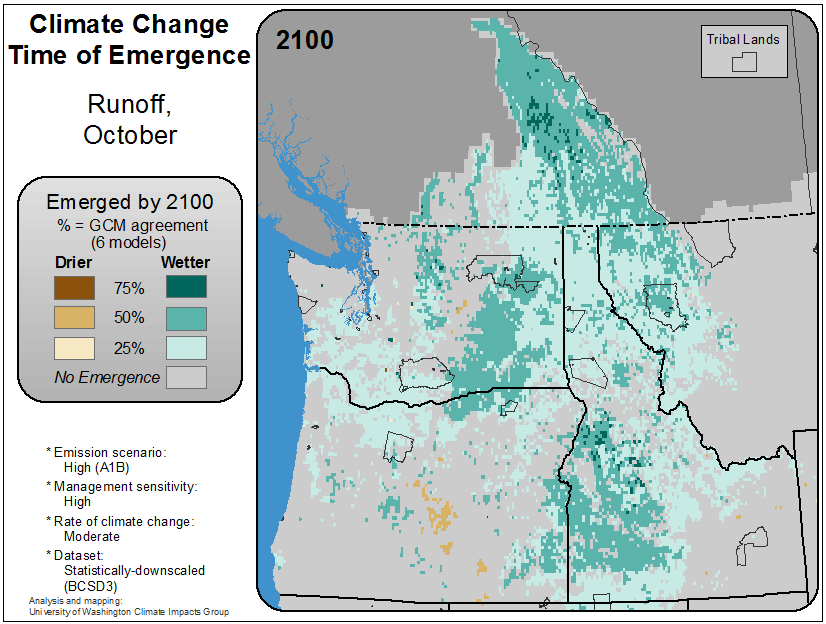 Climate Change
Time of Emergence
Runoff,
October
Emerged by 2100
% = GCM agreement
(6 models)
Drier Wetter
75%
50%
25%
No Emergence
* Emission scenario:
High (A1B)
* Management sensitivity:
High
* Rate of climate change:
Moderate
* Dataset:
Statistically-downscaled
(BCSD3)
Analysis and mapping:
University of Washington Climate Impacts Group
2100
Tribal Lands